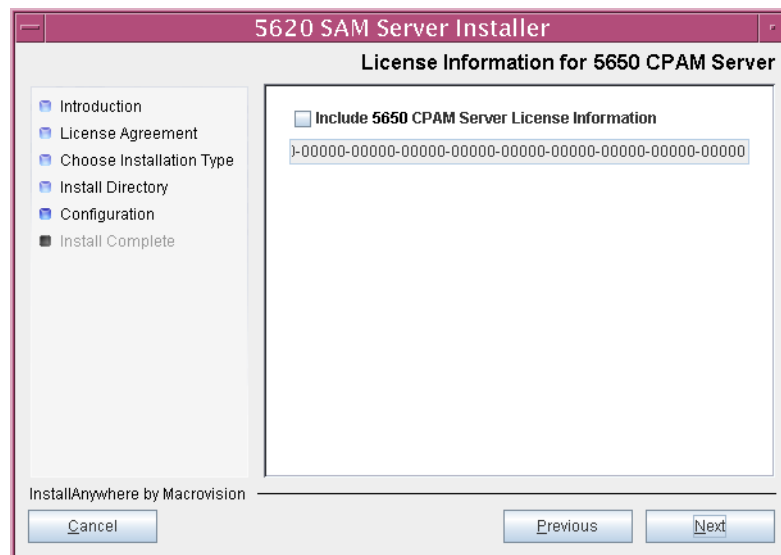 5620 SAM Server Installer
License Information for 5650 CPAM Server
Introduction
License Agreement
Choose Installation Type
Install Directory
Configuration
Install Complete
Include 5650 CPAM Server License Information
)-00000-00000-00000-00000-00000-00000-00000-00000-00000
InstallAnywhere by Macrovision
Cancel
Previous
Next